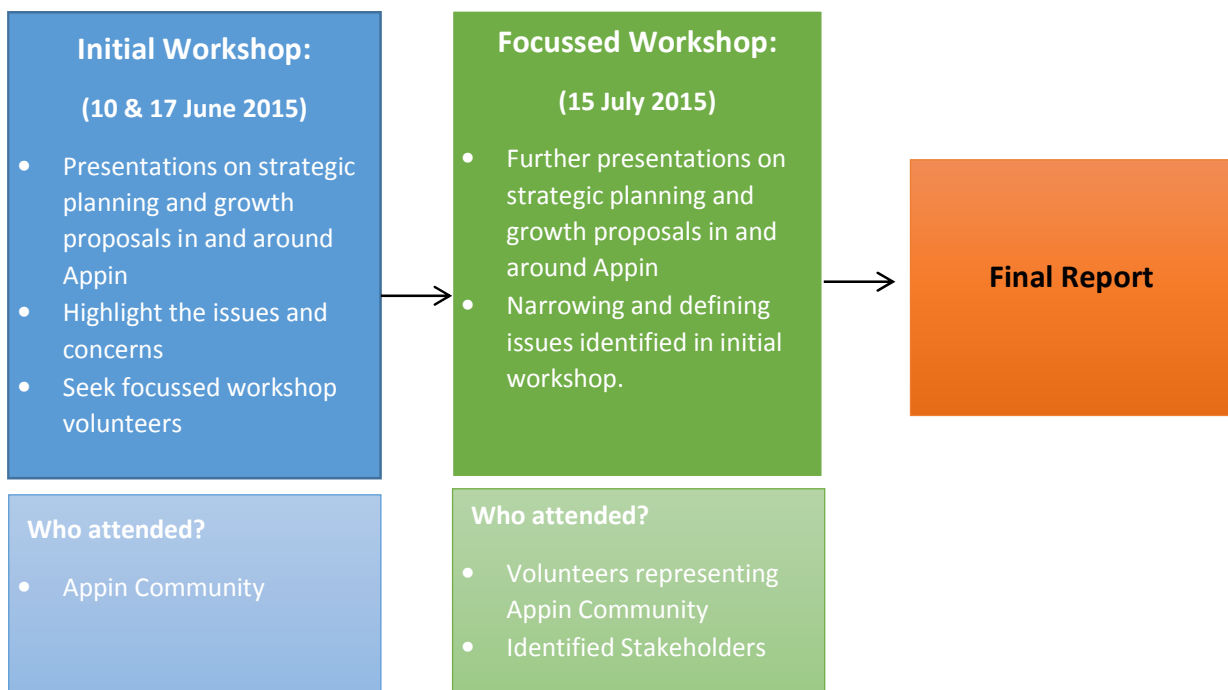 Initial Workshop:
(10 & 17 June 2015)
• Presentations on strategic
planning and growth
proposals in and around
Appin
• Highlight the issues and
concerns
• Seek focussed workshop
volunteers
Who attended?
• Appin Community
Focussed Workshop:
(15 July 2015)
• Further presentations on
strategic planning and
growth proposals in and
around Appin
• Narrowing and defining
issues identified in initial
workshop.
Who attended?
• Volunteers representing
Appin Community
• Identified Stakeholders
Final Report